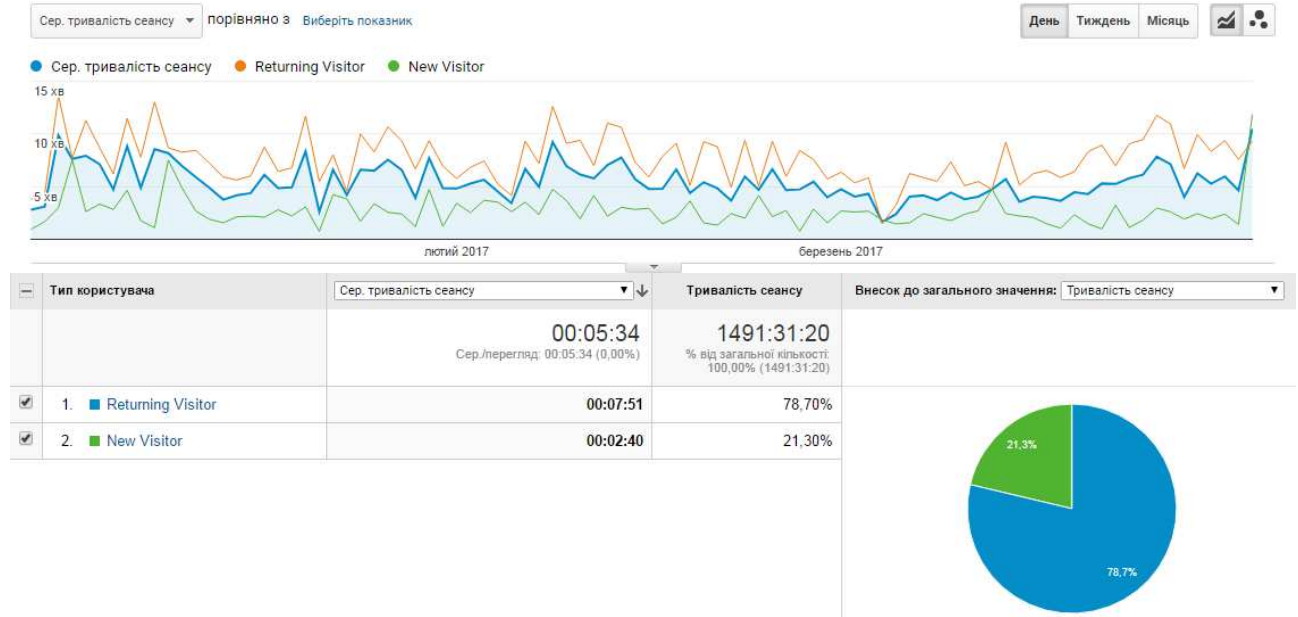 Сер. тривалість сеансу порівняно з Виберіть показник День Тиждень Місяць
Сер. тривалість сеансу Returning Visitor New Visitor
15 хв
10 хв
5 хв
лютий 2017 березень 2017
Тип користувача Сер. тривалість сеансу Тривалість сеансу Внесок до загального значення: Тривалість сеансу
00:05:34 1491:31:20
Сер./перегляд: 00:05:34 (0,00%) % від загальної кількості:
100,00% (1491:31:20)
1. Returning Visitor 00:07:51 78,70%
2. New Visitor 00:02:40 21,30%
21,3%
78,7%